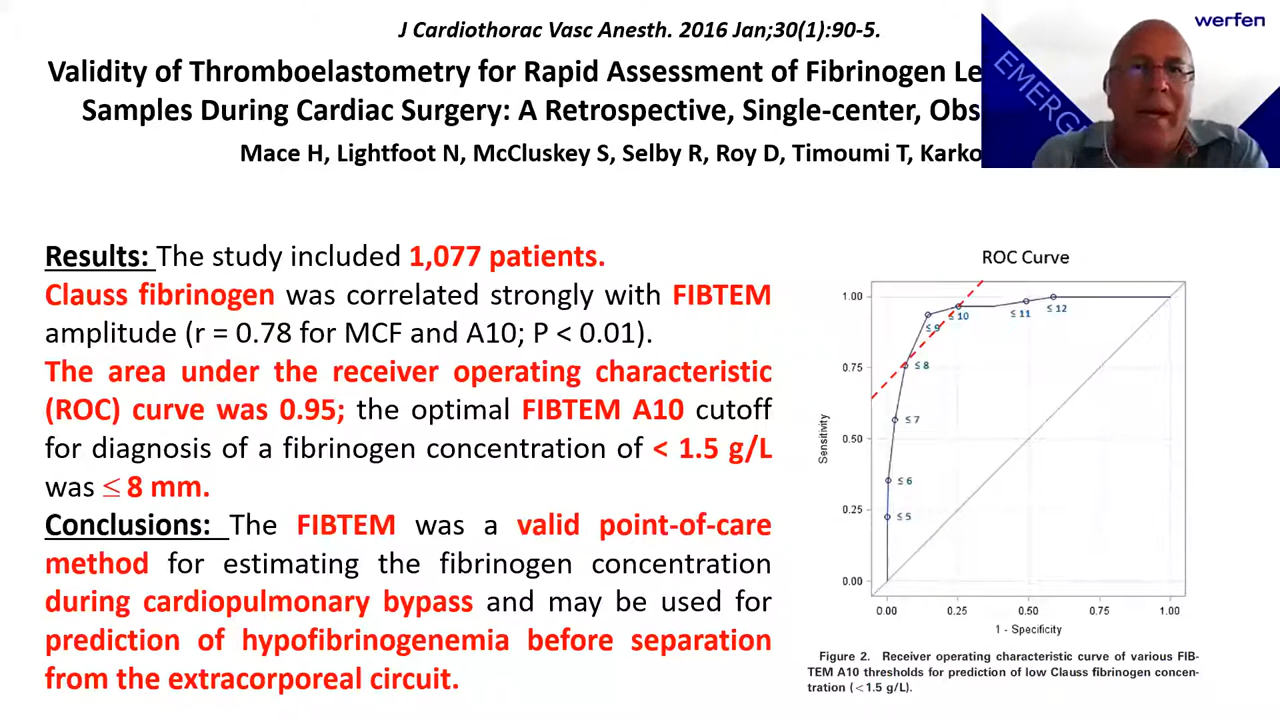 J Cardiothorac Vasc Anesth. 2016 Jan;30(1):90-5.
werfen
Validity of Thromboelastometry for Rapid Assessment of Fibrinogen Le
Samples During Cardiac Surgery: A Retrospective, Single-center, Obs
Mace H, Lightfoot N, McCluskey S, Selby R, Roy D, Timoumi T, Karko
EMERG
Results: The study included 1,077 patients.
Clauss fibrinogen was correlated strongly with FIBTEM
amplitude (r = 0.78 for MCF and A10; P < 0.01).
The area under the receiver operating characteristic
(ROC) curve was 0.95; the optimal FIBTEM A10 cutoff
for diagnosis of a fibrinogen concentration of < 1.5 g/L
was ≤ 8 mm.
Conclusions: The FIBTEM was a valid point-of-care
method for estimating the fibrinogen concentration
during cardiopulmonary bypass and may be used for
prediction of hypofibrinogenemia before separation
from the extracorporeal circuit.
ROC Curve
1.00
0.75
0.50
0.25
0.00
Sensitivity
≤ 9
≤ 10
≤ 11
≤ 12
≤ 8
≤ 7
≤ 6
≤ 5
0.00 0.25 0.50 0.75 1.00
1 - Specificity
Figure 2. Receiver operating characteristic curve of various FIB-
TEM A10 thresholds for prediction of low Clauss fibrinogen concen-
tration (<1.5 g/L).